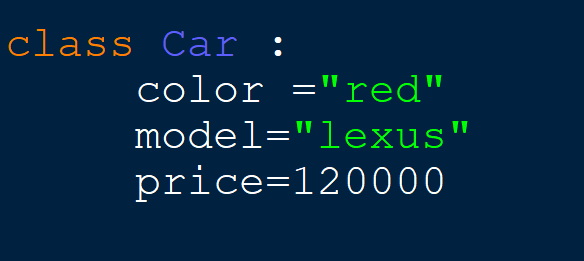 class Car :
color ="red"
model="lexus"
price=120000